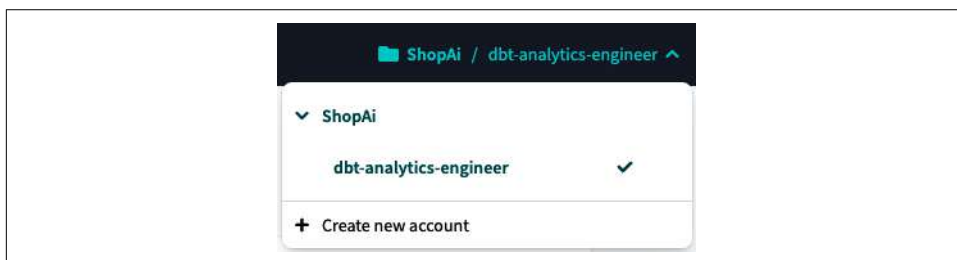 ShopAi / dbt-analytics-engineer
ShopAi
dbt-analytics-engineer
Create new account